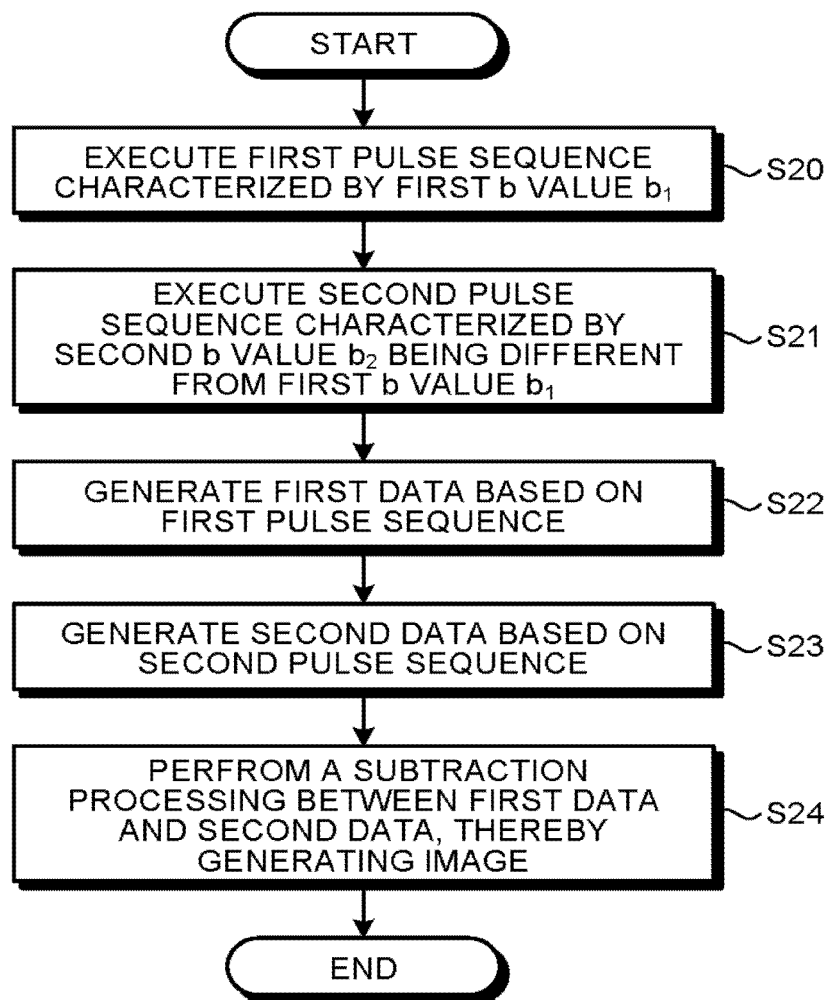 START
EXECUTE FIRST PULSE SEQUENCE
CHARACTERIZED BY FIRST b VALUE b₁
S20
EXECUTE SECOND PULSE
SEQUENCE CHARACTERIZED BY
SECOND b VALUE b₂ BEING DIFFERENT
FROM FIRST b VALUE b₁
S21
GENERATE FIRST DATA BASED ON
FIRST PULSE SEQUENCE
S22
GENERATE SECOND DATA BASED ON
SECOND PULSE SEQUENCE
S23
PERFROM A SUBTRACTION
PROCESSING BETWEEN FIRST DATA
AND SECOND DATA, THEREBY
GENERATING IMAGE
S24
END